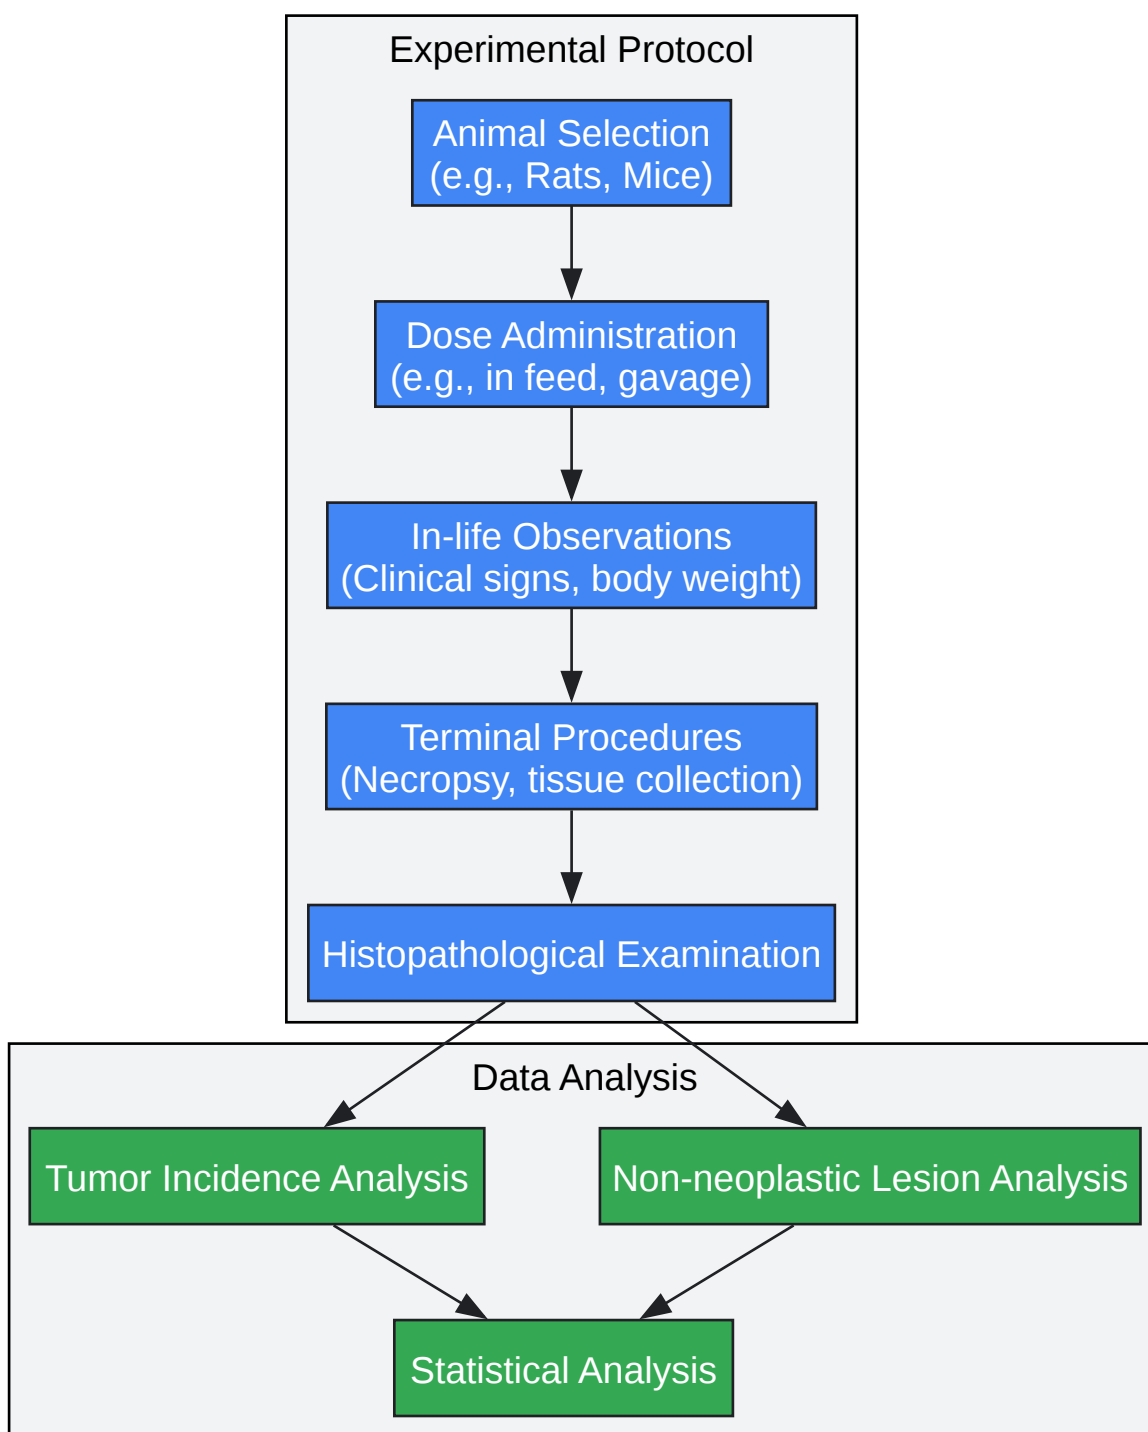 Experimental Protocol
Animal Selection
(e.g., Rats, Mice)
Dose Administration
(e.g., in feed, gavage)
In-life Observations
(Clinical signs, body weight)
Terminal Procedures
(Necropsy, tissue collection)
Histopathological Examination
Data Analysis
Tumor Incidence Analysis
Non-neoplastic Lesion Analysis
Statistical Analysis